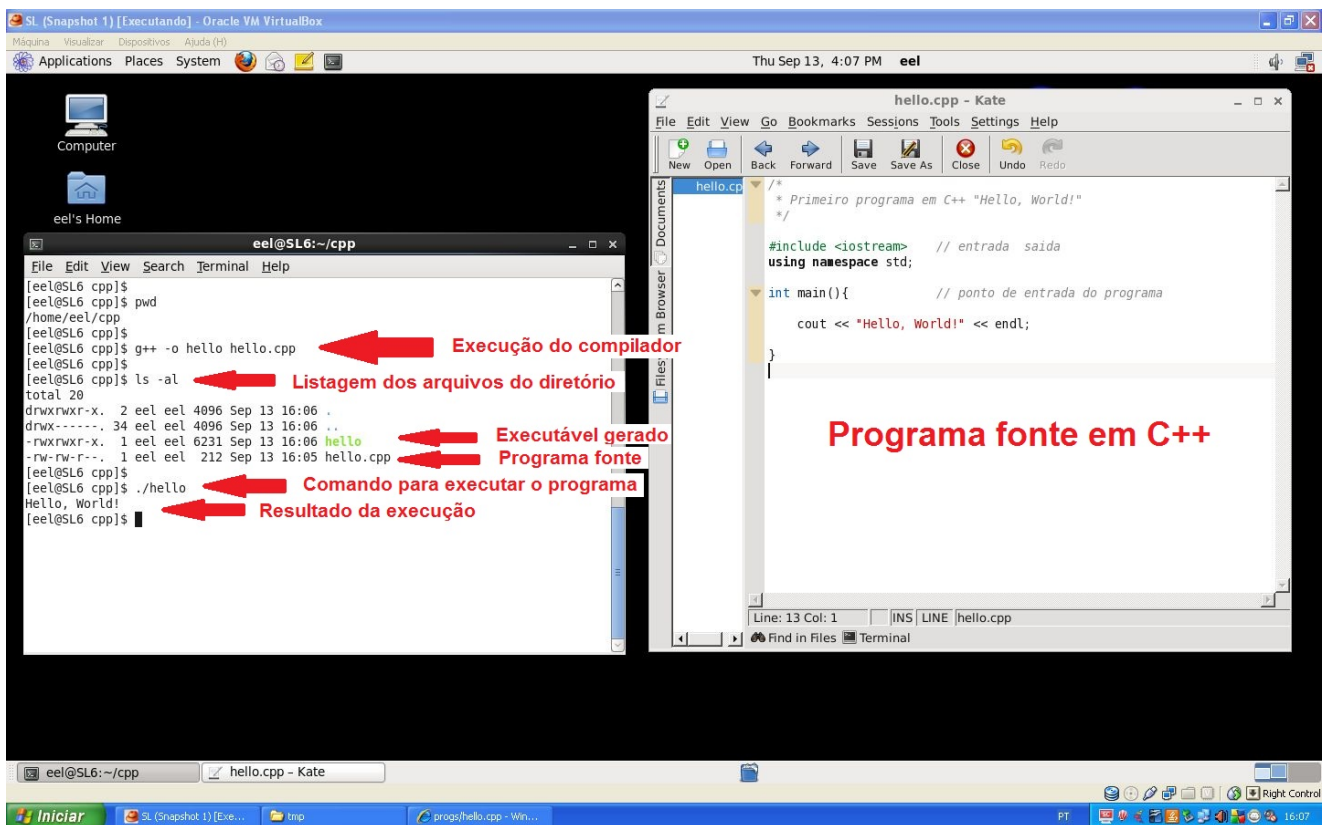 SL (Snapshot 1) [Executando] - Oracle VM VirtualBox
Máquina Visualizar Dispositivos Ajuda (H)
Applications Places System Thu Sep 13, 4:07 PM eel
Computer
eel's Home
eel@SL6:~/cpp
File Edit View Search Terminal Help
[eel@SL6 cpp]$
[eel@SL6 cpp]$ pwd
/home/eel/cpp
[eel@SL6 cpp]$
[eel@SL6 cpp]$ g++ -o hello hello.cpp
Execução do compilador
[eel@SL6 cpp]$
[eel@SL6 cpp]$ ls -al
Listagem dos arquivos do diretório
total 20
drwxrwxr-x. 2 eel eel 4096 Sep 13 16:06 .
drwx------. 34 eel eel 4096 Sep 13 16:06 ..
-rwxrwxr-x. 1 eel eel 6231 Sep 13 16:06 hello
Executável gerado
-rw-rw-r--. 1 eel eel 212 Sep 13 16:05 hello.cpp
Programa fonte
[eel@SL6 cpp]$
[eel@SL6 cpp]$ ./hello
Comando para executar o programa
Hello, World!
Resultado da execução
[eel@SL6 cpp]$
hello.cpp – Kate
File Edit View Go Bookmarks Sessions Tools Settings Help
New Open Back Forward Save Save As Close Undo Redo
Documents
hello.cp
/*
* Primeiro programa em C++ "Hello, World!"
*/
#include <iostream> // entrada saida
using namespace std;
int main(){ // ponto de entrada do programa
cout << "Hello, World!" << endl;
}
Programa fonte em C++
Line: 13 Col: 1 INS LINE hello.cpp
Find in Files Terminal
eel@SL6:~/cpp
hello.cpp – Kate
Right Control
Iniciar
SL (Snapshot 1) [Exe...
tmp
progs/hello.cpp - Win...
PT
16:07